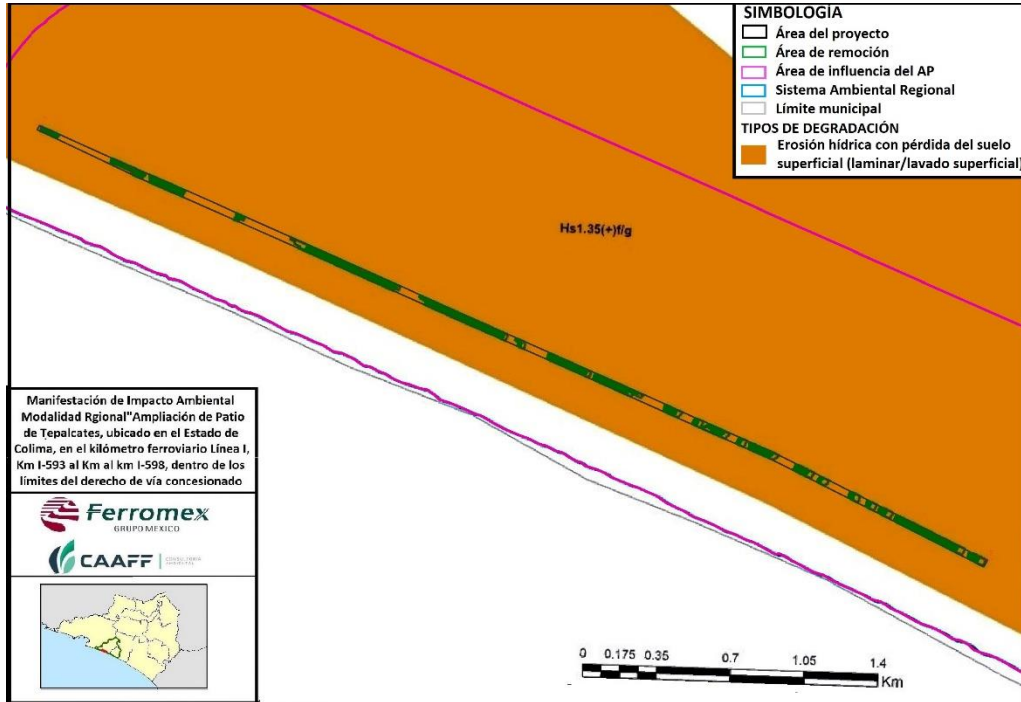 SIMBOLOGÍA
Área del proyecto
Área de remoción
Área de influencia del AP
Sistema Ambiental Regional
Límite municipal
TIPOS DE DEGRADACIÓN
Erosión hídrica con pérdida del suelo
superficial (laminar/lavado superficial)
Hs1.35(+)f/g
Manifestación de Impacto Ambiental
Modalidad Rgional"Ampliación de Patio
de Tepalcates, ubicado en el Estado de
Colima, en el kilómetro ferroviario Línea I,
Km I-593 al Km al km I-598, dentro de los
límites del derecho de vía concesionado
Ferromex
GRUPO MEXICO
CAAFF
0 0.175 0.35 0.7 1.05 1.4
Km